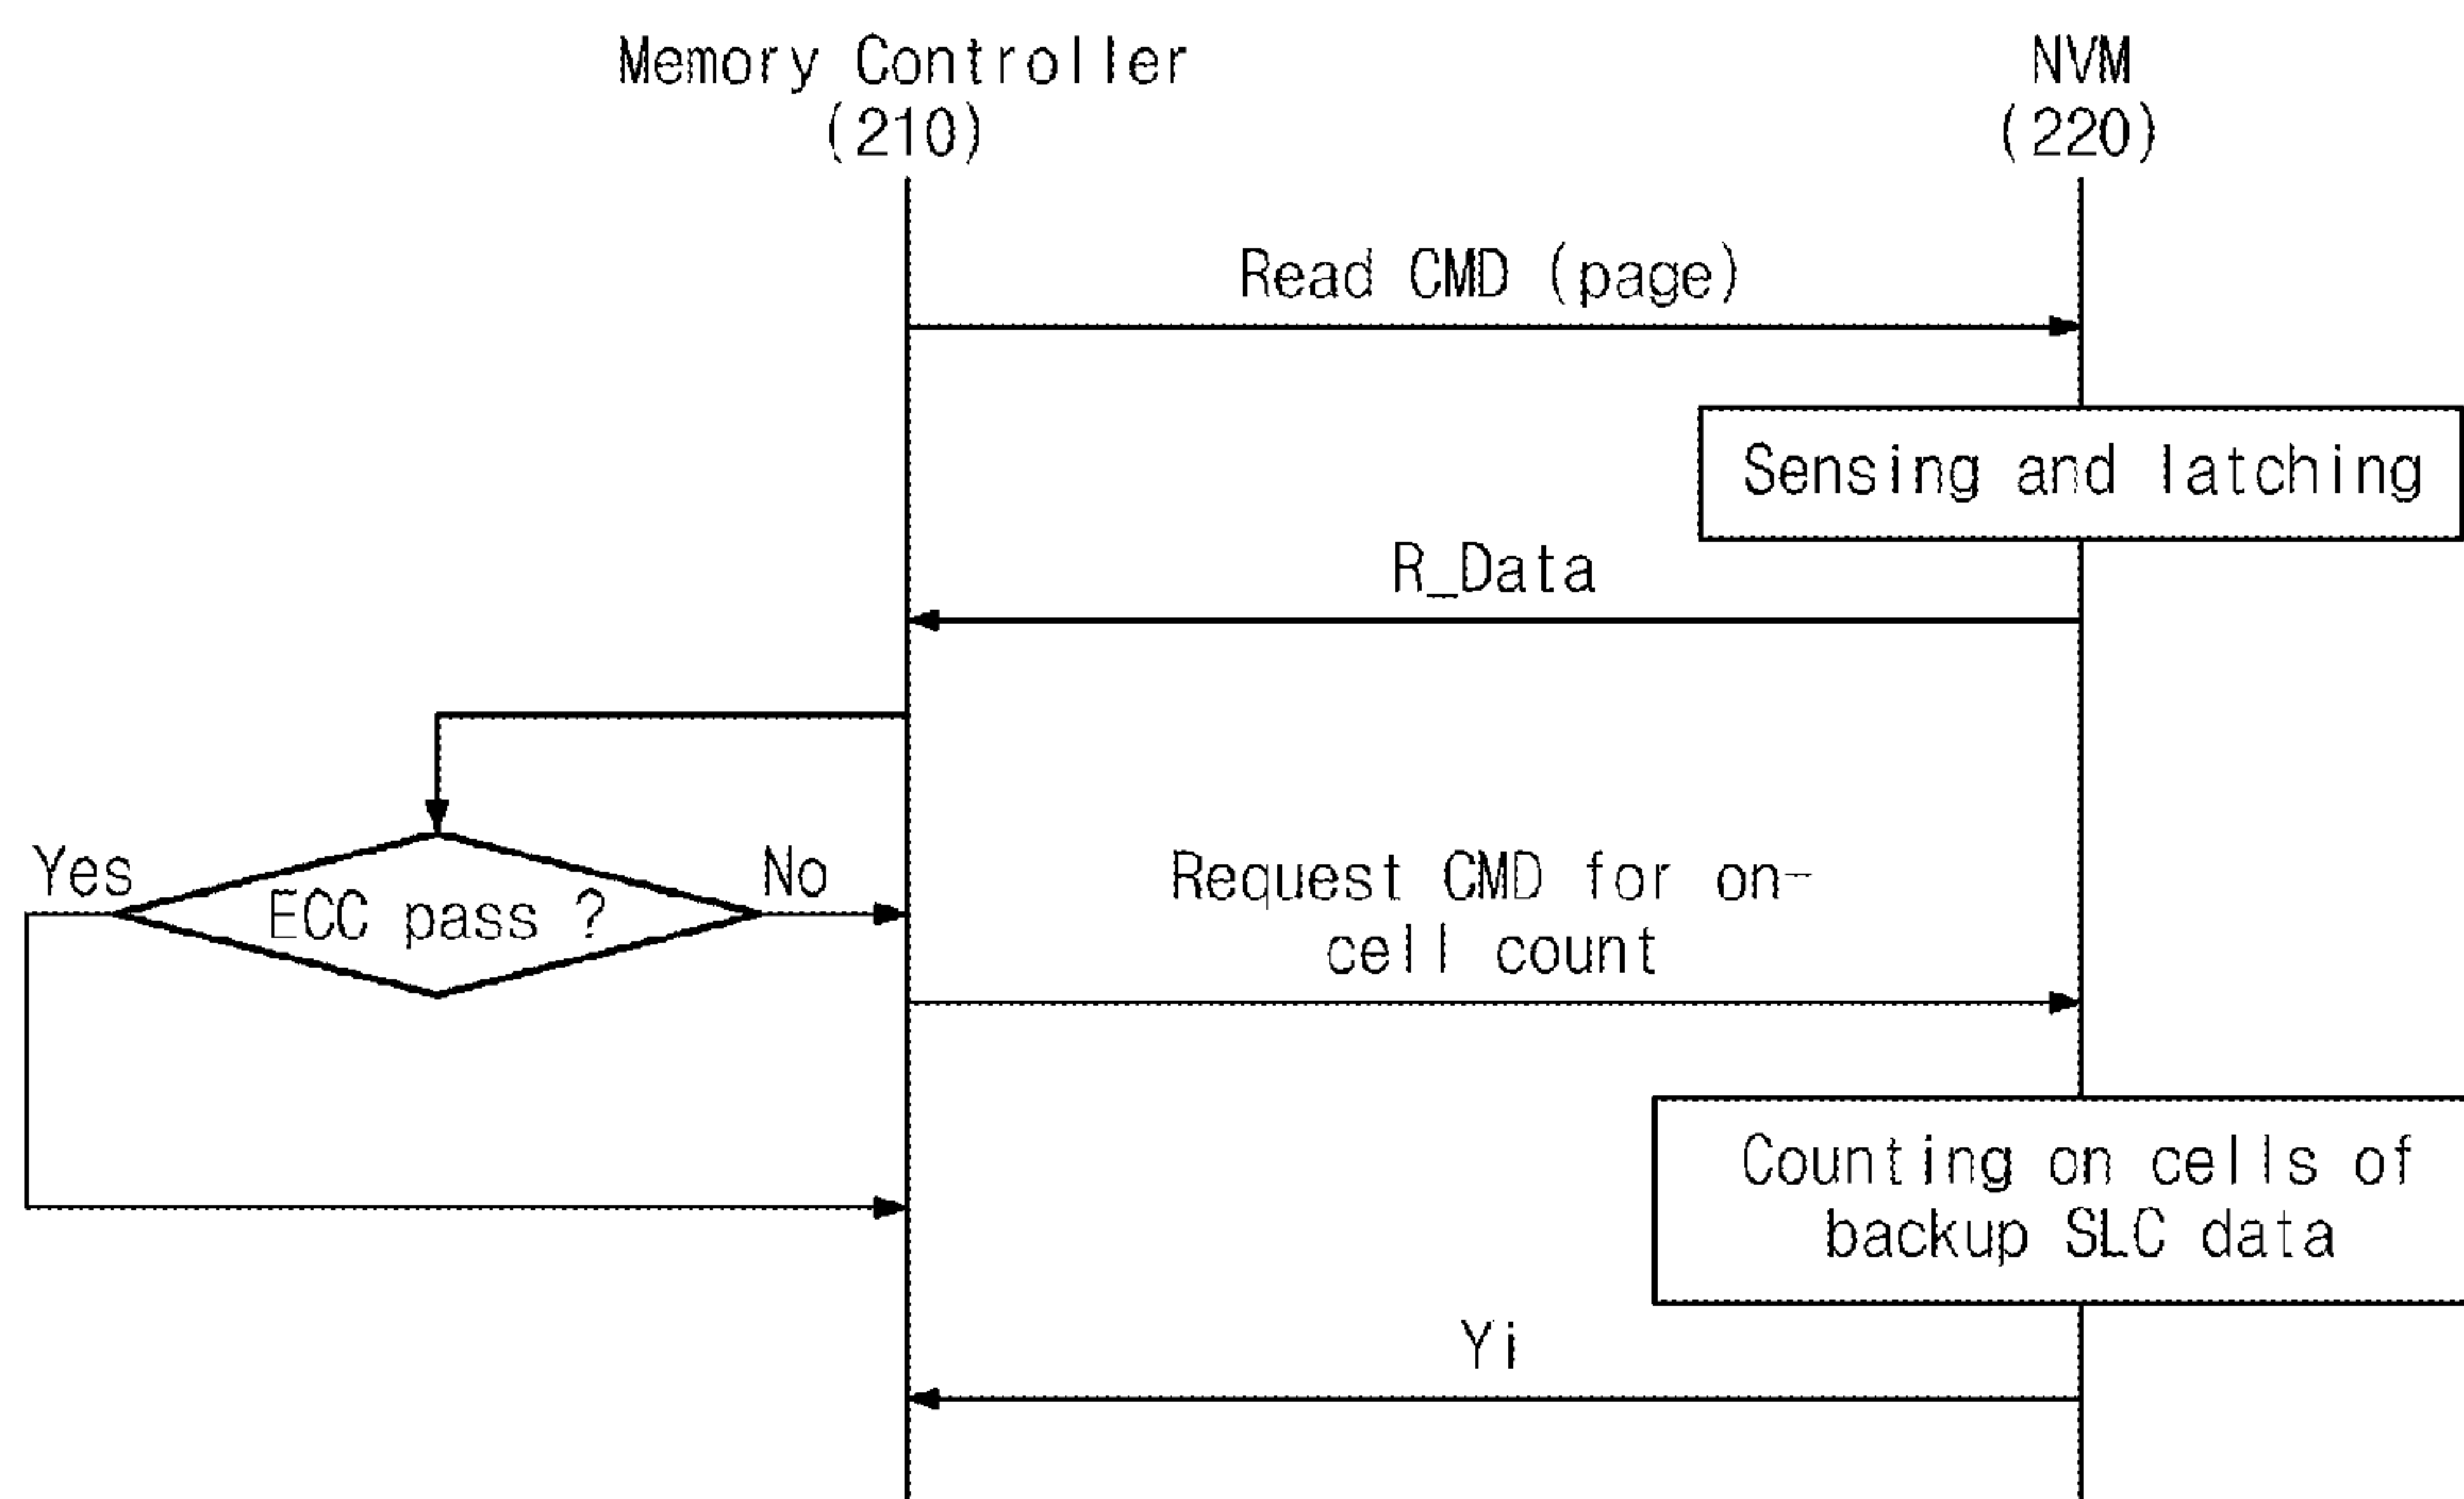 Memory Controller
(210)
NVM
(220)
Read CMD (page)
Sensing and latching
R_Data
Yes
ECC pass ?
No
Request CMD for on-
cell count
Counting on cells of
backup SLC data
Yi